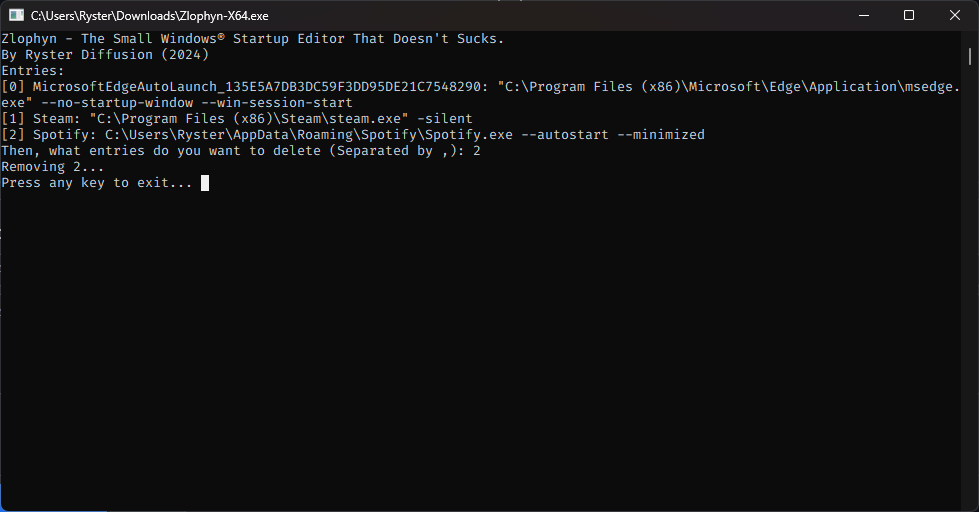 C:\Users\Ryster\Downloads\Zlophyn-X64.exe
Zlophyn - The Small Windows® Startup Editor That Doesn't Sucks.
By Ryster Diffusion (2024)
Entries:
[0] MicrosoftEdgeAutoLaunch_135E5A7DB3DC59F3DD95DE21C7548290: "C:\Program Files (x86)\Microsoft\Edge\Application\msedge.
exe" --no-startup-window --win-session-start
[1] Steam: "C:\Program Files (x86)\Steam\steam.exe" -silent
[2] Spotify: C:\Users\Ryster\AppData\Roaming\Spotify\Spotify.exe --autostart --minimized
Then, what entries do you want to delete (Separated by ,): 2
Removing 2...
Press any key to exit...